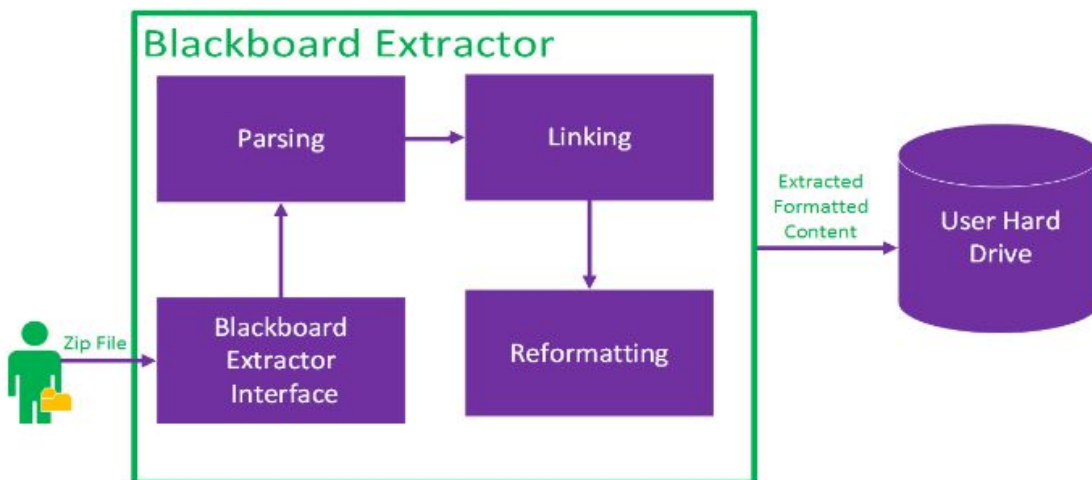 Blackboard Extractor
Parsing
Linking
Extracted
Formatted
Content
User Hard
Drive
Zip File
Blackboard
Extractor
Interface
Reformatting